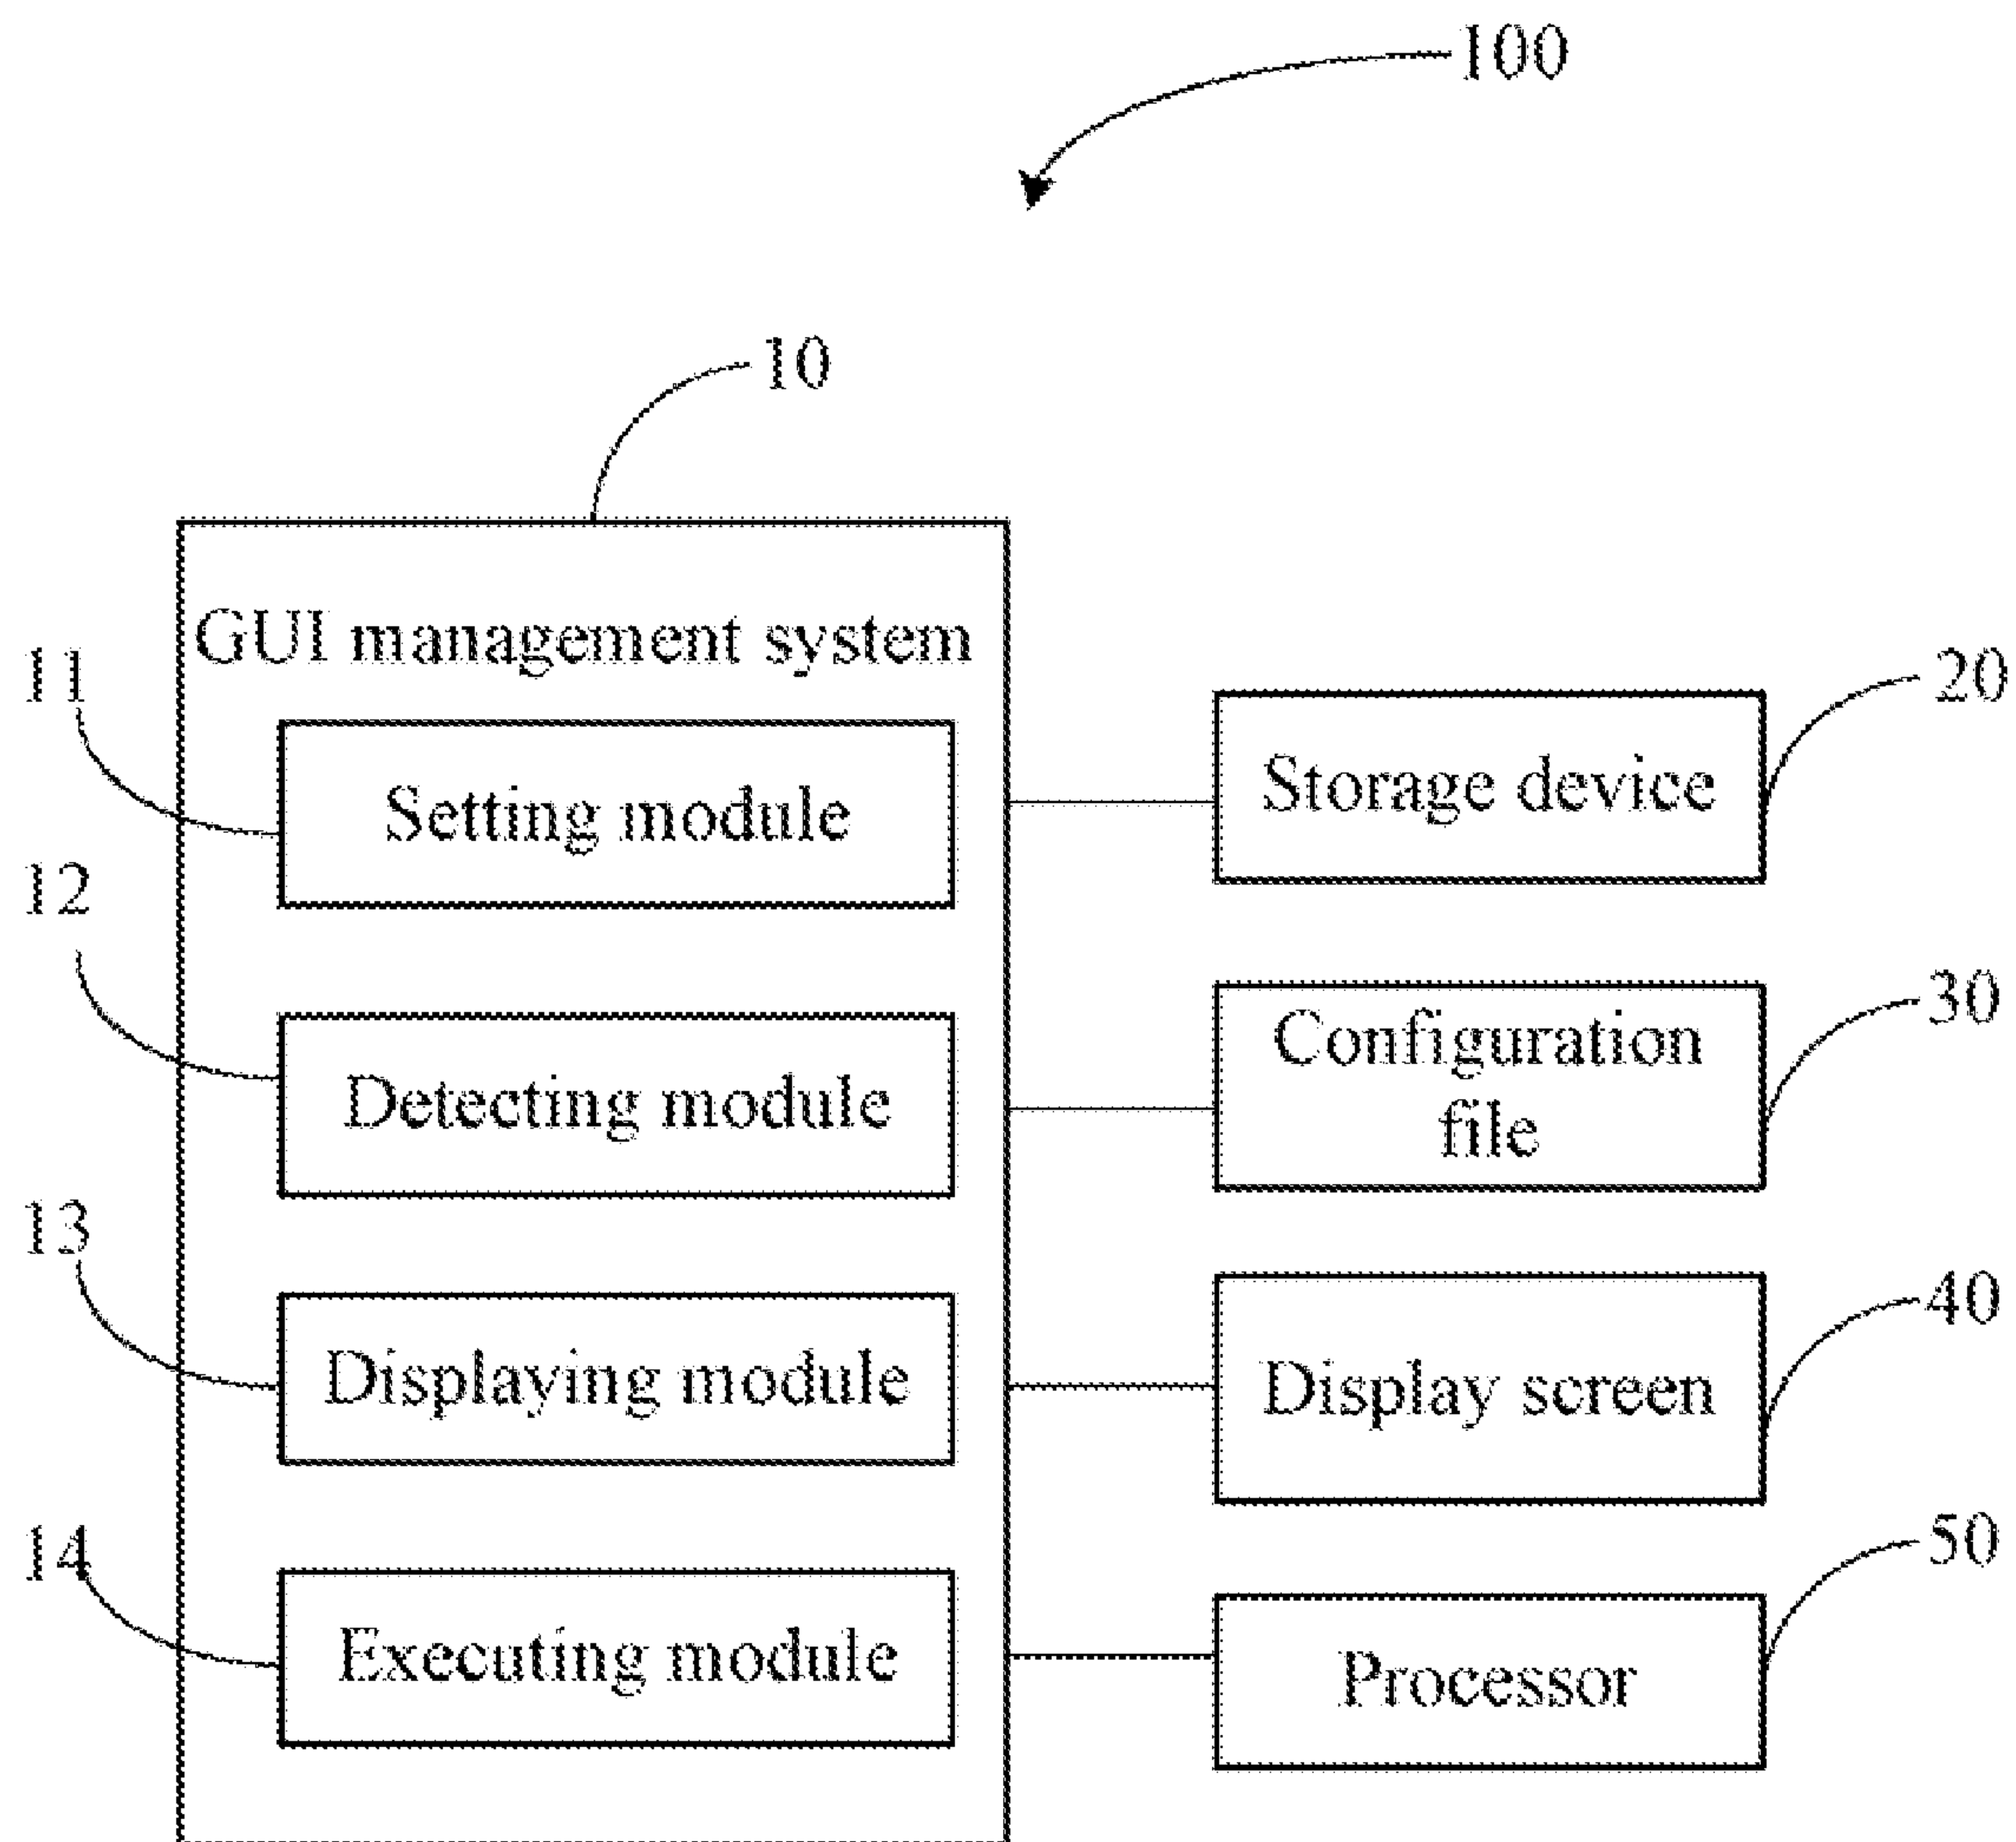 100
10
GUI management system
11
Setting module
12
Detecting module
13
Displaying module
14
Executing module
20
Storage device
30
Configuration
file
40
Display screen
50
Processor